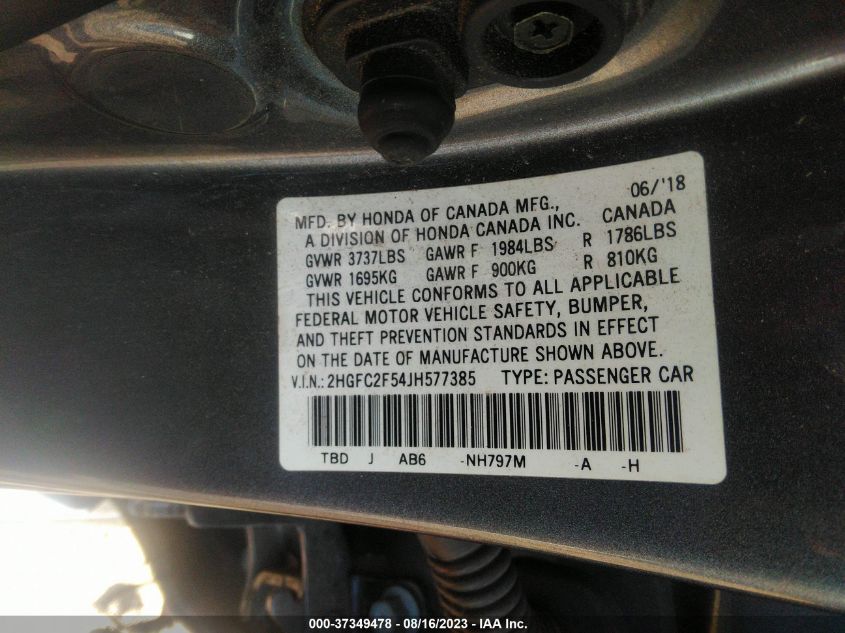 06/'18
MFD. BY HONDA OF CANADA MFG.,
A DIVISION OF HONDA CANADA INC. CANADA
GVWR 3737LBS GAWR F 1984LBS R 1786LBS
GVWR 1695KG GAWR F 900KG R 810KG
THIS VEHICLE CONFORMS TO ALL APPLICABLE
FEDERAL MOTOR VEHICLE SAFETY, BUMPER,
AND THEFT PREVENTION STANDARDS IN EFFECT
ON THE DATE OF MANUFACTURE SHOWN ABOVE.
V.I.N.: 2HGFC2F54JH577385 TYPE: PASSENGER CAR
TBD J AB6 -NH797M -A -H
000-37349478 - 08/16/2023 - IAA Inc.